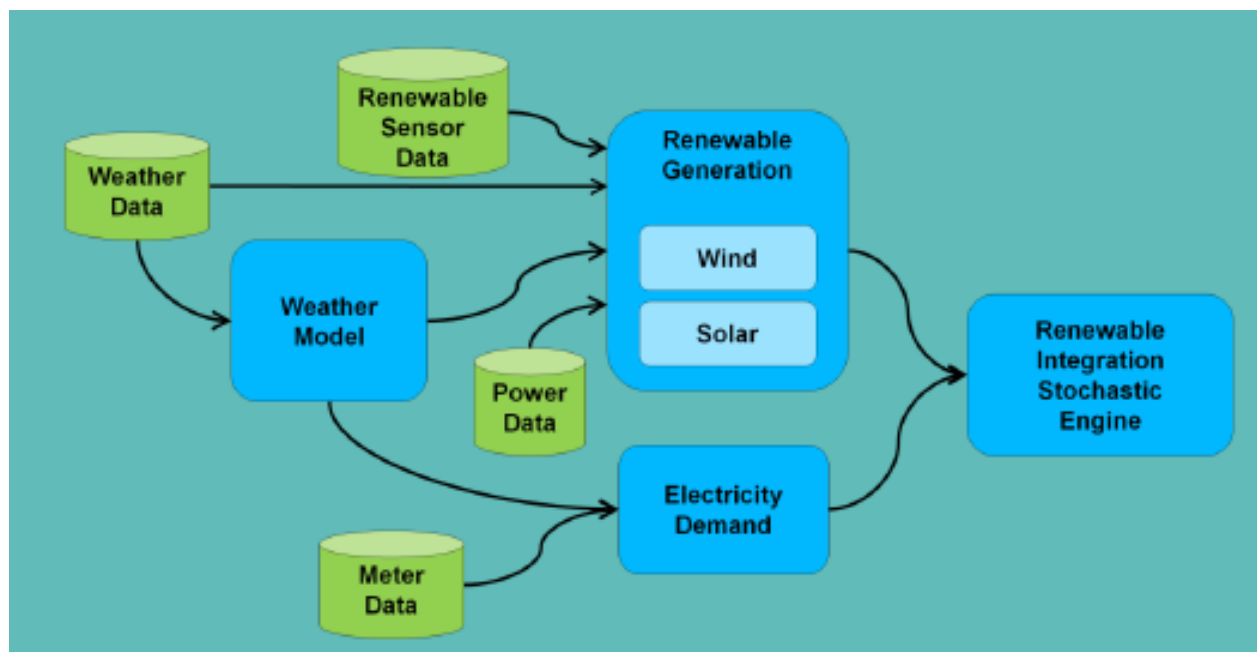 Renewable
Sensor
Data
Weather
Data
Renewable
Generation
Wind
Solar
Weather
Model
Power
Data
Renewable
Integration
Stochastic
Engine
Electricity
Demand
Meter
Data